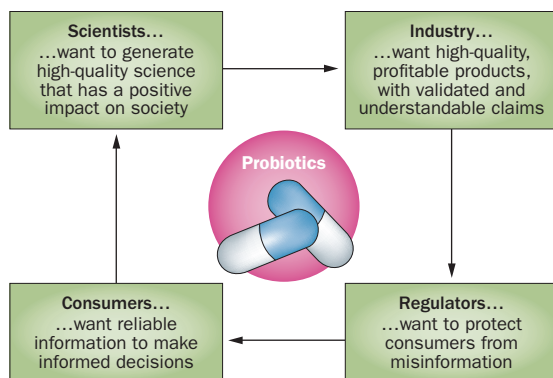 Scientists...
...want to generate
high-quality science
that has a positive
impact on society
Industry...
...want high-quality,
profitable products,
with validated and
understandable claims
Probiotics
Consumers...
...want reliable
information to make
informed decisions
Regulators...
...want to protect
consumers from
misinformation